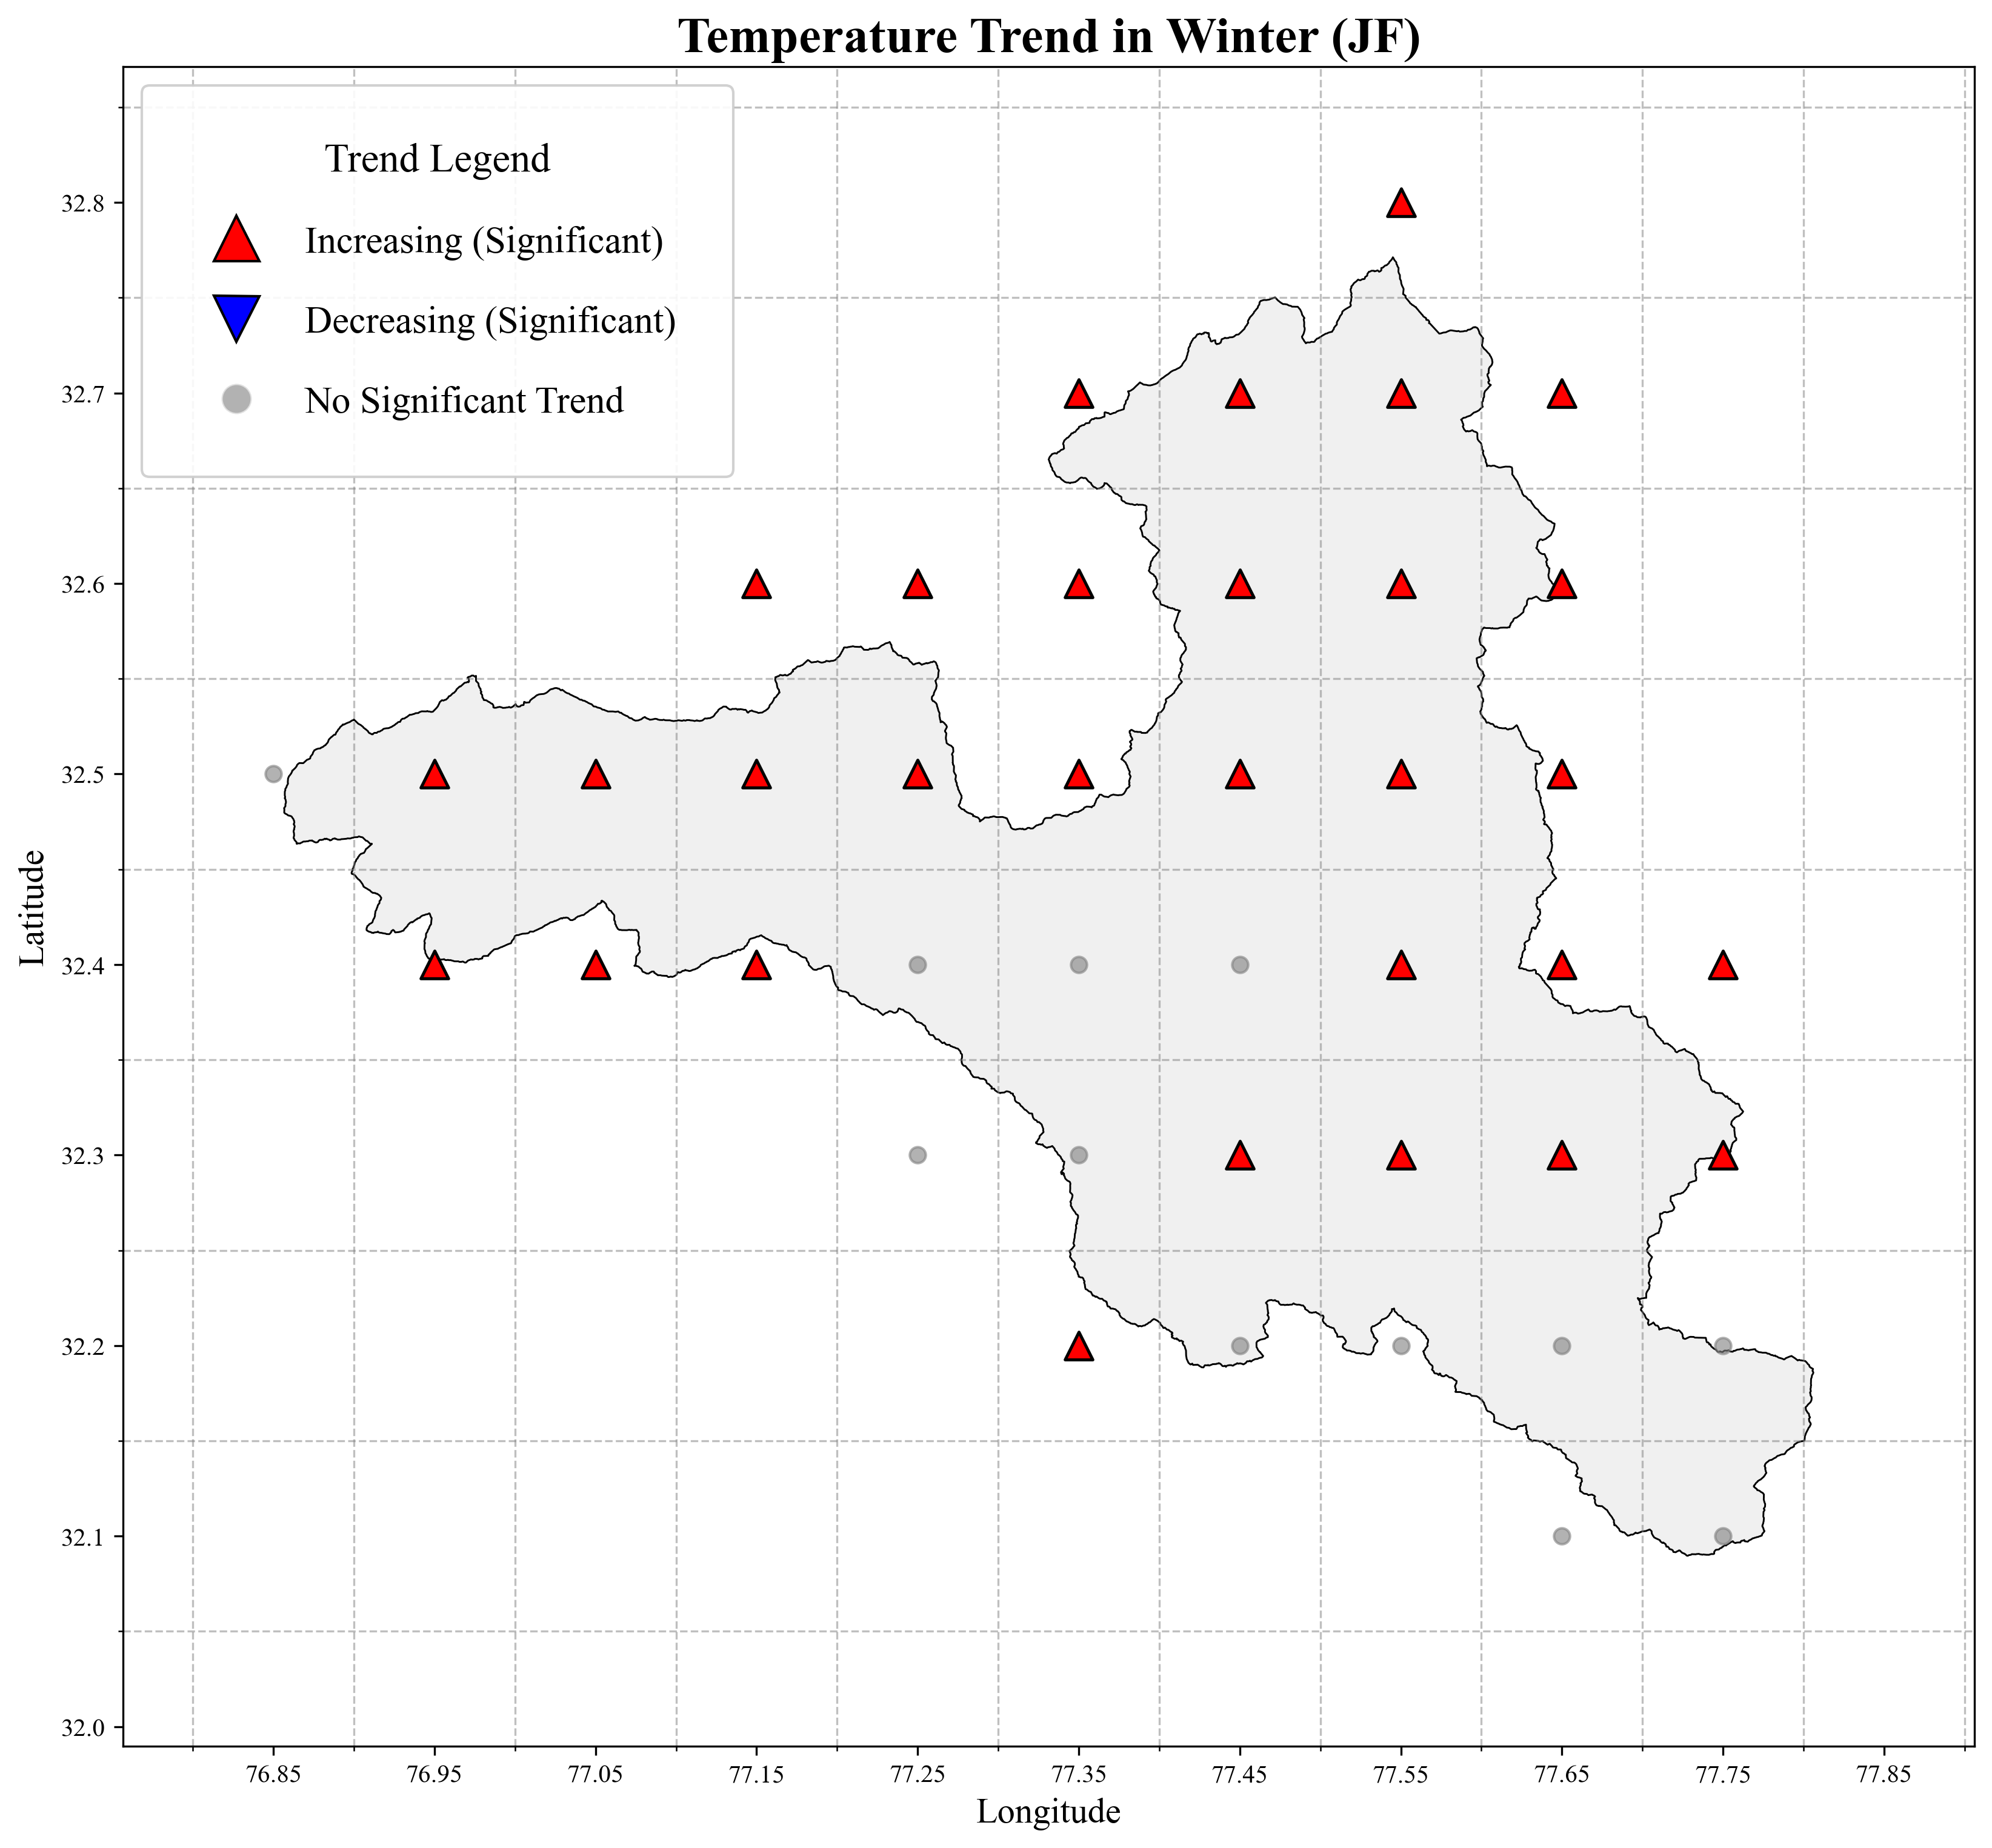 Temperature Trend in Winter (JF)
Trend Legend
Increasing (Significant)
Decreasing (Significant)
No Significant Trend
Latitude
32.8
32.7
32.6
32.5
32.4
32.3
32.2
32.1
32.0
76.85 76.95 77.05 77.15 77.25 77.35 77.45 77.55 77.65 77.75 77.85
Longitude